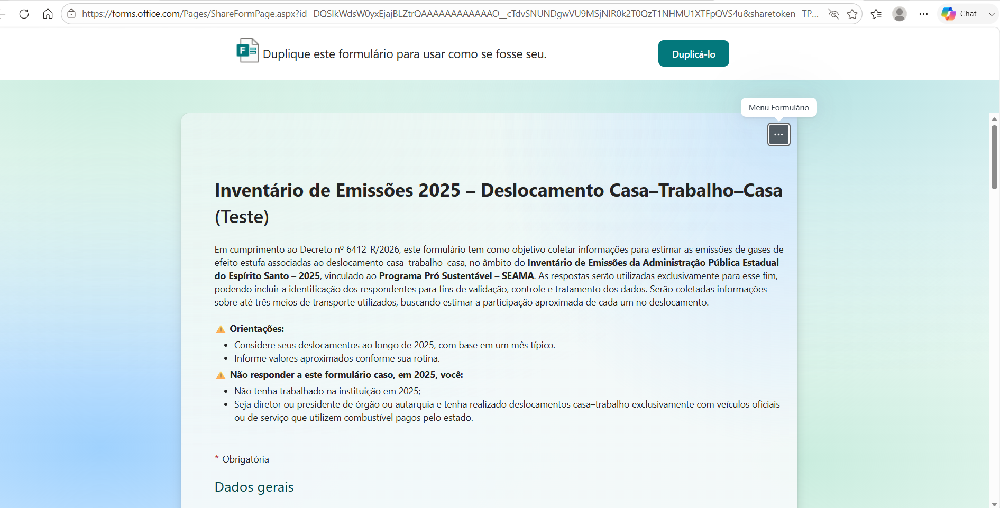 https://forms.office.com/Pages/ShareFormPage.aspx?id=DQSIkWdsW0yxEjajBLZtrQAAAAAAAAAAAAO__cTdvSNUNDgwVU9MSjNIR0k2T0QzT1NHMU1XTFpQVS4u&sharetoken=TP...
Chat
Duplique este formulário para usar como se fosse seu.
Duplicá-lo
Menu Formulário
Inventário de Emissões 2025 – Deslocamento Casa–Trabalho–Casa
(Teste)
Em cumprimento ao Decreto nº 6412-R/2026, este formulário tem como objetivo coletar informações para estimar as emissões de gases de
efeito estufa associadas ao deslocamento casa–trabalho–casa, no âmbito do Inventário de Emissões da Administração Pública Estadual
do Espírito Santo – 2025, vinculado ao Programa Pró Sustentável – SEAMA. As respostas serão utilizadas exclusivamente para esse fim,
podendo incluir a identificação dos respondentes para fins de validação, controle e tratamento dos dados. Serão coletadas informações
sobre até três meios de transporte utilizados, buscando estimar a participação aproximada de cada um no deslocamento.
⚠️ Orientações:
• Considere seus deslocamentos ao longo de 2025, com base em um mês típico.
• Informe valores aproximados conforme sua rotina.
⚠️ Não responder a este formulário caso, em 2025, você:
• Não tenha trabalhado na instituição em 2025;
• Seja diretor ou presidente de órgão ou autarquia e tenha realizado deslocamentos casa–trabalho exclusivamente com veículos oficiais
ou de serviço que utilizem combustível pagos pelo estado.
* Obrigatória
Dados gerais